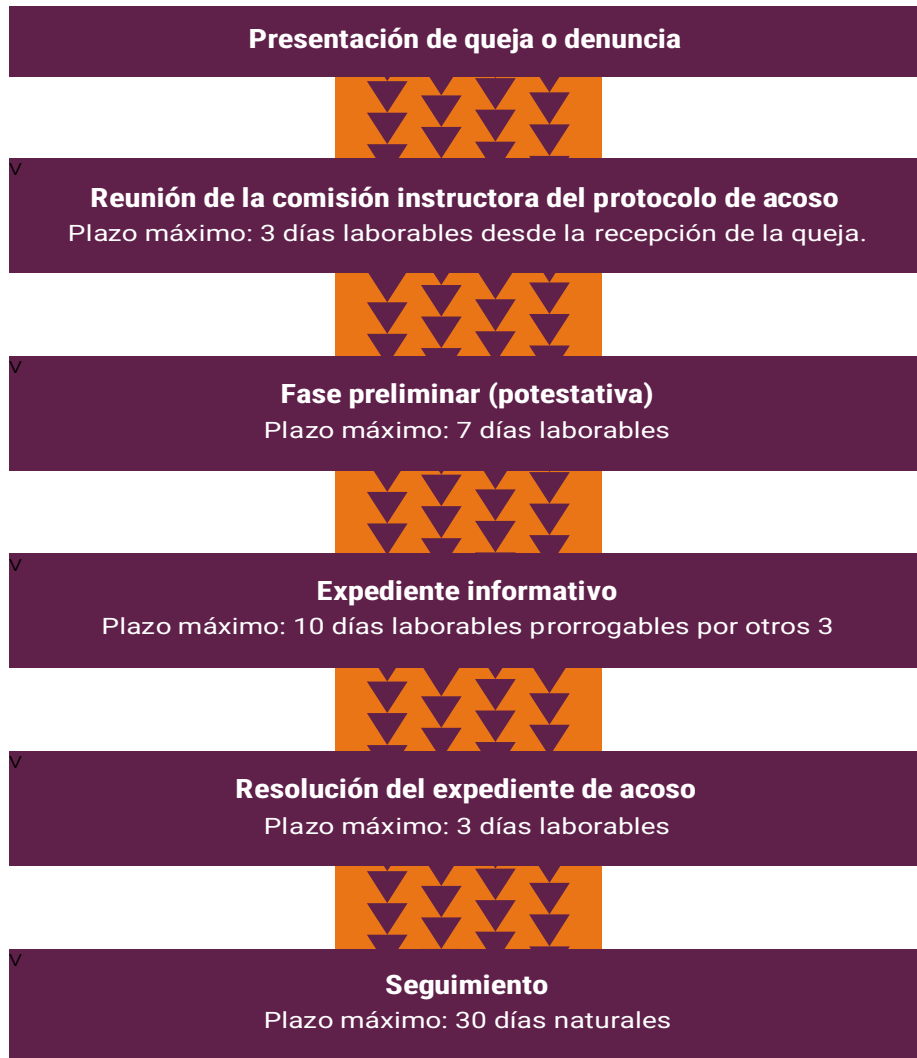 Presentación de queja o denuncia
V
Reunión de la comisión instructora del protocolo de acoso
Plazo máximo: 3 días laborables desde la recepción de la queja.
V
Fase preliminar (potestativa)
Plazo máximo: 7 días laborables
V
Expediente informativo
Plazo máximo: 10 días laborables prorrogables por otros 3
V
Resolución del expediente de acoso
Plazo máximo: 3 días laborables
V
Seguimiento
Plazo máximo: 30 días naturales